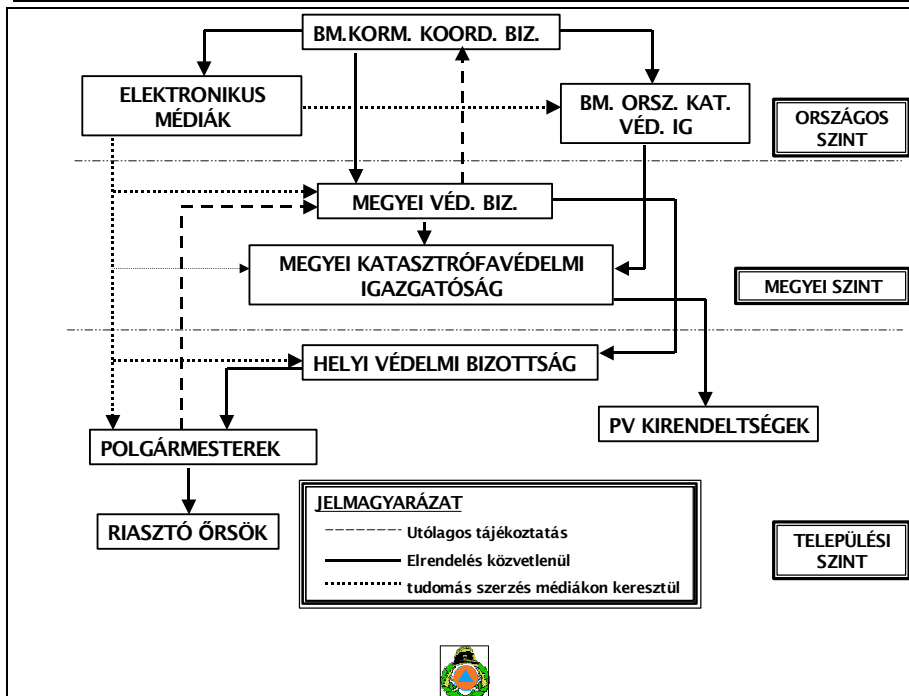 BM.KORM. KOORD. BIZ.
ELEKTRONIKUS
MÉDIÁK
BM. ORSZ. KAT.
VÉD. IG
ORSZÁGOS
SZINT
MEGYEI VÉD. BIZ.
MEGYEI KATASZTRÓFAVÉDELMI
IGAZGATÓSÁG
MEGYEI SZINT
HELYI VÉDELMI BIZOTTSÁG
PV KIRENDELTSÉGEK
POLGÁRMESTEREK
RIASZTÓ ŐRSÖK
JELMAGYARÁZAT
Utólagos tájékoztatás
Elrendelés közvetlenül
tudomás szerzés médiákon keresztül
TELEPÜLÉSI
SZINT